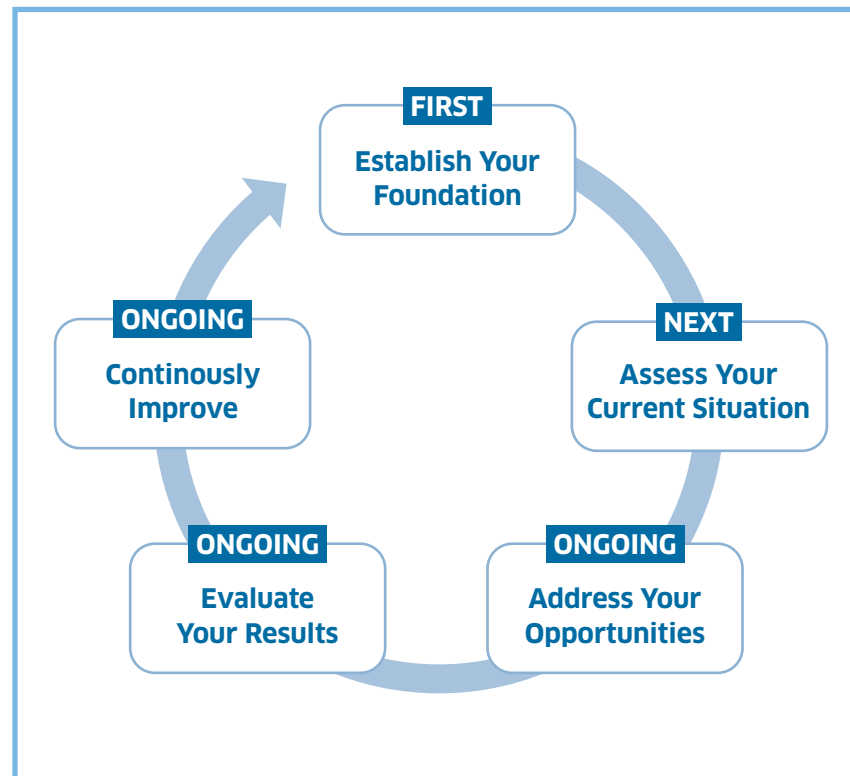 FIRST
Establish Your
Foundation
NEXT
Assess Your
Current Situation
ONGOING
Address Your
Opportunities
ONGOING
Evaluate
Your Results
ONGOING
Continously
Improve